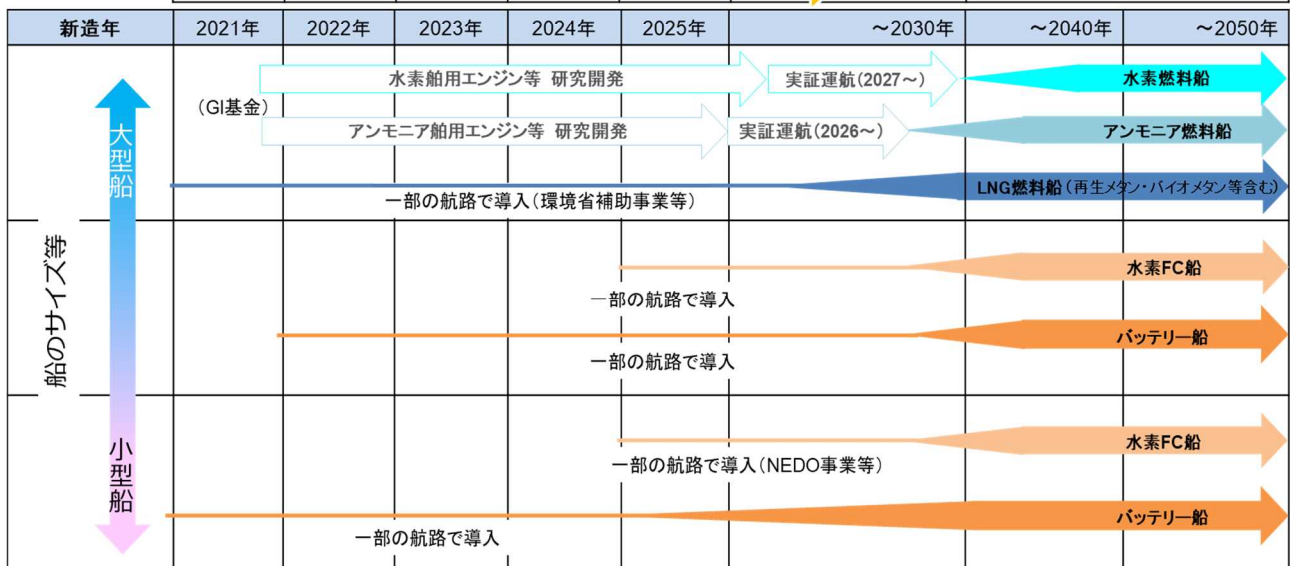 新造年 2021年 2022年 2023年 2024年 2025年 ～2030年 ～2040年 ～2050年
水素舶用エンジン等 研究開発 実証運航(2027～) 水素燃料船
(GI基金)
アンモニア舶用エンジン等 研究開発 実証運航(2026～) アンモニア燃料船
大型船
LNG燃料船(再生メタン・バイオメタン等含む)
一部の航路で導入(環境省補助事業等)
船のサイズ等
水素FC船
一部の航路で導入
バッテリー船
一部の航路で導入
小型船
水素FC船
一部の航路で導入(NEDO事業等)
バッテリー船
一部の航路で導入